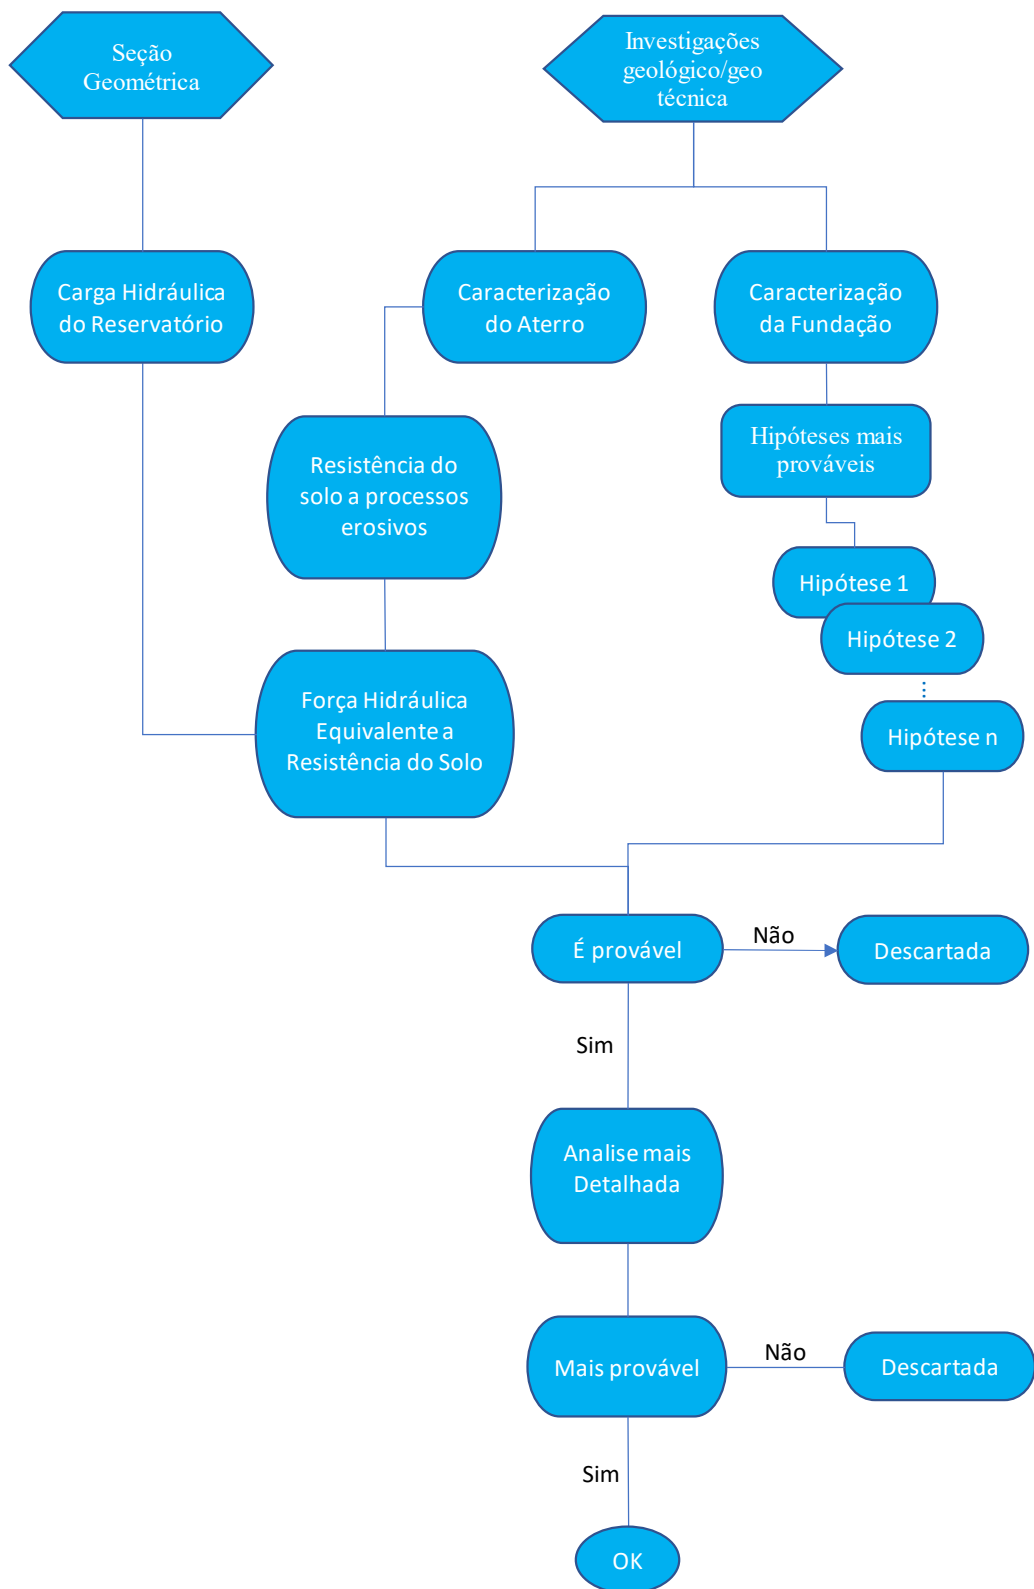 Seção
Geométrica
Investigações
geológico/geo
técnica
Carga Hidráulica
do Reservatório
Caracterização
do Aterro
Caracterização
da Fundação
Resistência do
solo a processos
erosivos
Hipóteses mais
prováveis
Hipótese 1
Hipótese 2
Hipótese n
Força Hidráulica
Equivalente a
Resistência do Solo
É provável
Não
Descartada
Sim
Analise mais
Detalhada
Mais provável
Não
Descartada
Sim
OK